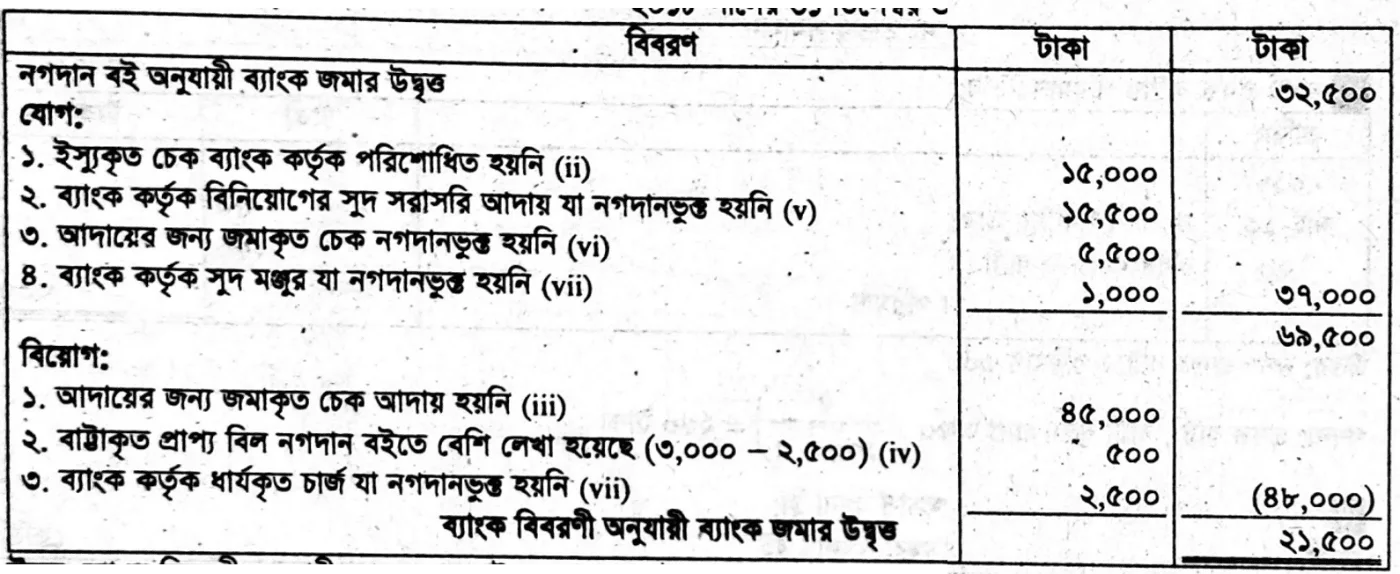 বিবরণ টাকা টাকা
নগদান বই অনুযায়ী ব্যাংক জমার উদ্বৃত্ত ৩২,৫০০
যোগ:
১. ইস্যুকৃত চেক ব্যাংক কর্তৃক পরিশোধিত হয়নি (ii) ১৫,০০০
২. ব্যাংক কর্তৃক বিনিয়োগের সুদ সরাসরি আদায় যা নগদানভুক্ত হয়নি (v) ১৫,৫০০
৩. আদায়ের জন্য জমাকৃত চেক নগদানভুক্ত হয়নি (vi) ৫,৫০০
৪. ব্যাংক কর্তৃক সুদ মঞ্জুর যা নগদানভুক্ত হয়নি (vii) ১,০০০ ৩৭,০০০
৬৯,৫০০
বিয়োগ:
১. আদায়ের জন্য জমাকৃত চেক আদায় হয়নি (iii) ৪৫,০০০
২. বাট্টাকৃত প্রাপ্য বিল নগদান বইতে বেশি লেখা হয়েছে (৩,০০০ – ২,৫০০) (iv) ৫০০
৩. ব্যাংক কর্তৃক ধার্যকৃত চার্জ যা নগদানভুক্ত হয়নি (vii) ২,৫০০ (৪৮,০০০)
ব্যাংক বিবরণী অনুযায়ী ব্যাংক জমার উদ্বৃত্ত ২১,৫০০